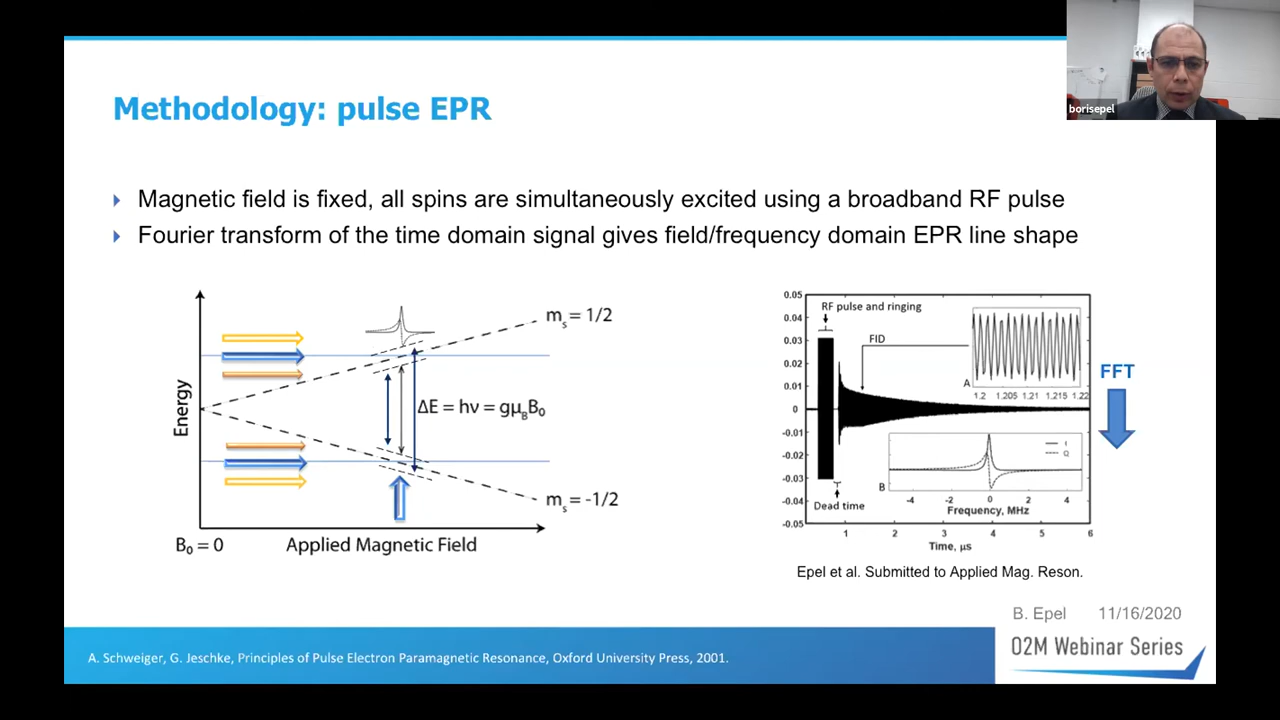 borisepel
Methodology: pulse EPR
Magnetic field is fixed, all spins are simultaneously excited using a broadband RF pulse
Fourier transform of the time domain signal gives field/frequency domain EPR line shape
Energy
mₛ = 1/2
ΔE = hν = gμ_BB₀
mₛ = -1/2
B₀ = 0
Applied Magnetic Field
0.05
0.04
0.03
0.02
0.01
0
-0.01
-0.02
-0.03
-0.04
-0.05
RF pulse and ringing
FID
A
1.2 1.205 1.21 1.215 1.22
I
Q
B
-4 -2 0 2 4
Frequency, MHz
Dead time
1 2 3 4 5 6
Time, µs
FFT
Epel et al. Submitted to Applied Mag. Reson.
B. Epel 11/16/2020
A. Schweiger, G. Jeschke, Principles of Pulse Electron Paramagnetic Resonance, Oxford University Press, 2001.
O2M Webinar Series